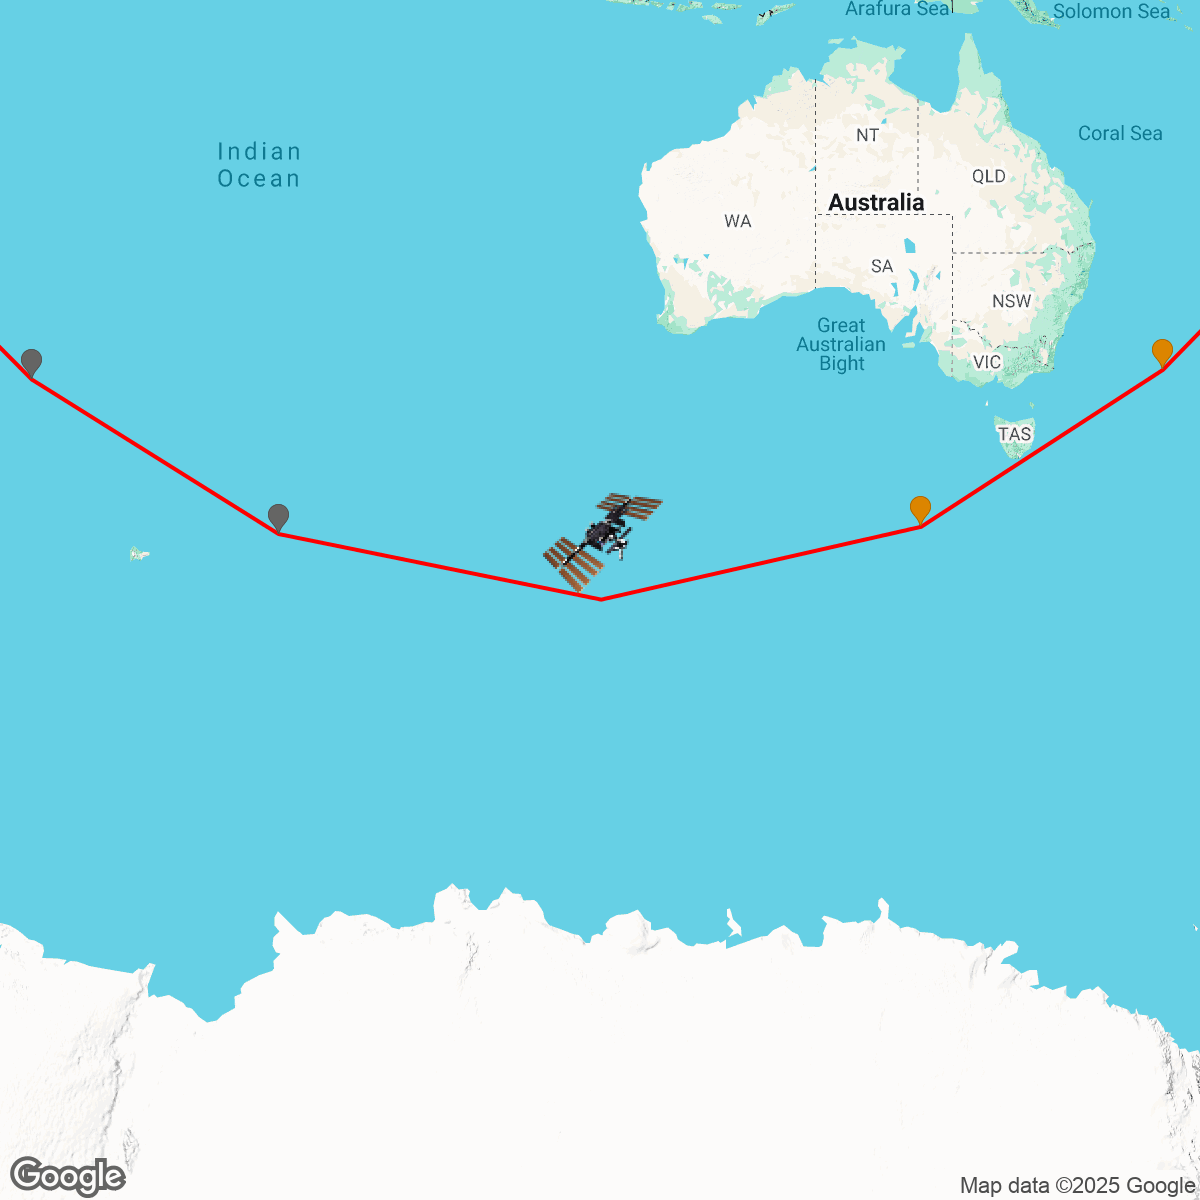 Arafura Sea
Solomon Sea
Indian
Ocean
NT
Coral Sea
QLD
Australia
WA
SA
NSW
Great
Australian
Bight
VIC
TAS
Google
Map data ©2025 Google